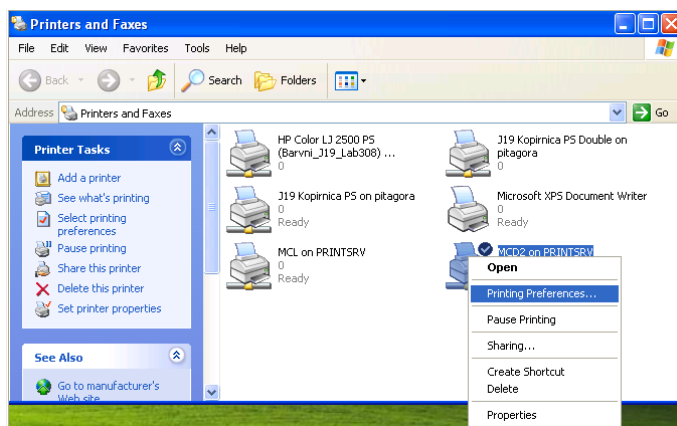 Printers and Faxes
File Edit View Favorites Tools Help
Back Search Folders
Address Printers and Faxes Go
Printer Tasks
Add a printer
See what's printing
Select printing
preferences
Pause printing
Share this printer
Delete this printer
Set printer properties
See Also
Go to manufacturer's
Web site
HP Color LJ 2500 PS
(Barvni_J19_Lab308) ...
0
J19 Kopirnica PS Double on
pitagora
0
J19 Kopirnica PS on pitagora
0
Ready
Microsoft XPS Document Writer
0
Ready
MCL on PRINTSRV
0
Ready
MCD2 on PRINTSRV
Open
Printing Preferences...
Pause Printing
Sharing...
Create Shortcut
Delete
Properties